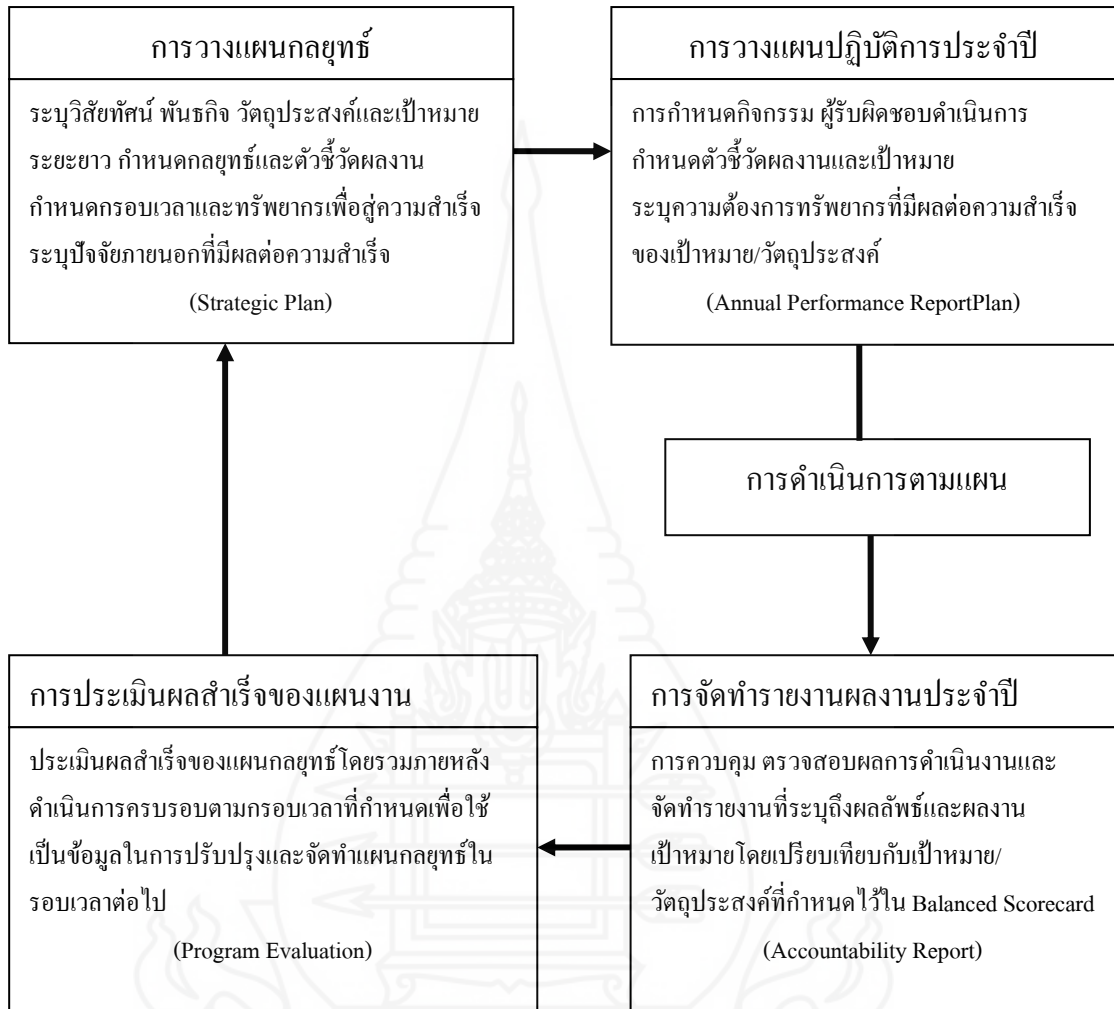 การวางแผนกลยุทธ์
ระบุวิสัยทัศน์ พันธกิจ วัตถุประสงค์และเป้าหมาย
ระยะยาว กำหนดกลยุทธ์และตัวชี้วัดผลงาน
กำหนดกรอบเวลาและทรัพยากรเพื่อสู่ความสำเร็จ
ระบุปัจจัยภายนอกที่มีผลต่อความสำเร็จ
(Strategic Plan)
การวางแผนปฏิบัติการประจำปี
การกำหนดกิจกรรม ผู้รับผิดชอบดำเนินการ
กำหนดตัวชี้วัดผลงานและเป้าหมาย
ระบุความต้องการทรัพยากรที่มีผลต่อความสำเร็จ
ของเป้าหมาย/วัตถุประสงค์
(Annual Performance ReportPlan)
การดำเนินการตามแผน
การประเมินผลสำเร็จของแผนงาน
ประเมินผลสำเร็จของแผนกลยุทธ์โดยรวมภายหลัง
ดำเนินการครบรอบตามกรอบเวลาที่กำหนดเพื่อใช้
เป็นข้อมูลในการปรับปรุงและจัดทำแผนกลยุทธ์ใน
รอบเวลาต่อไป
(Program Evaluation)
การจัดทำรายงานผลงานประจำปี
การควบคุม ตรวจสอบผลการดำเนินงานและ
จัดทำรายงานที่ระบุถึงผลลัพธ์และผลงาน
เป้าหมายโดยเปรียบเทียบกับเป้าหมาย/
วัตถุประสงค์ที่กำหนดไว้ใน Balanced Scorecard
(Accountability Report)